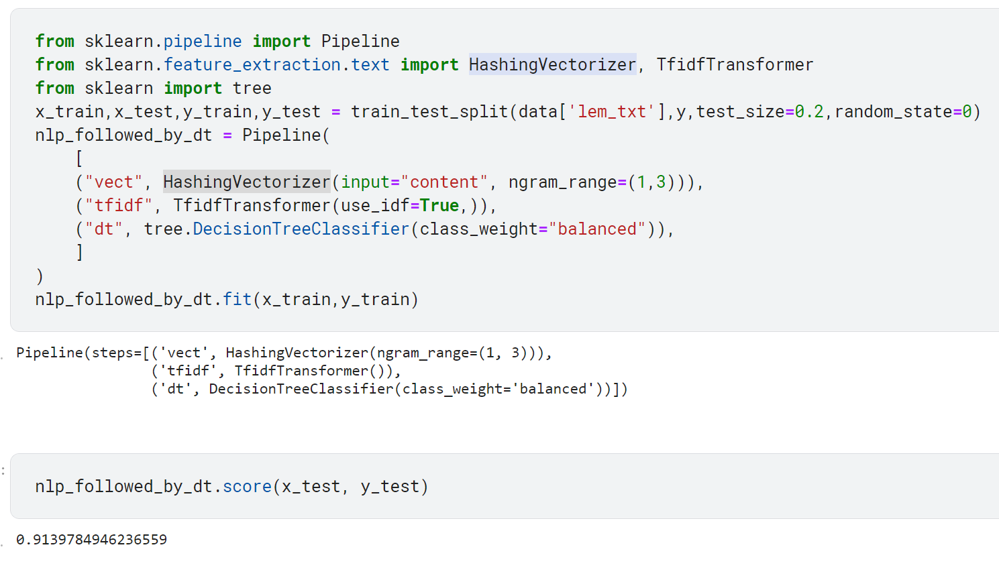 from sklearn.pipeline import Pipeline
from sklearn.feature_extraction.text import HashingVectorizer, TfidfTransformer
from sklearn import tree
x_train,x_test,y_train,y_test = train_test_split(data['lem_txt'],y,test_size=0.2,random_state=0)
nlp_followed_by_dt = Pipeline(
    [
    ("vect", HashingVectorizer(input="content", ngram_range=(1,3))),
    ("tfidf", TfidfTransformer(use_idf=True,)),
    ("dt", tree.DecisionTreeClassifier(class_weight="balanced")),
    ]
)
nlp_followed_by_dt.fit(x_train,y_train)
Pipeline(steps=[('vect', HashingVectorizer(ngram_range=(1, 3))),
                ('tfidf', TfidfTransformer()),
                ('dt', DecisionTreeClassifier(class_weight='balanced'))])
nlp_followed_by_dt.score(x_test, y_test)
0.9139784946236559